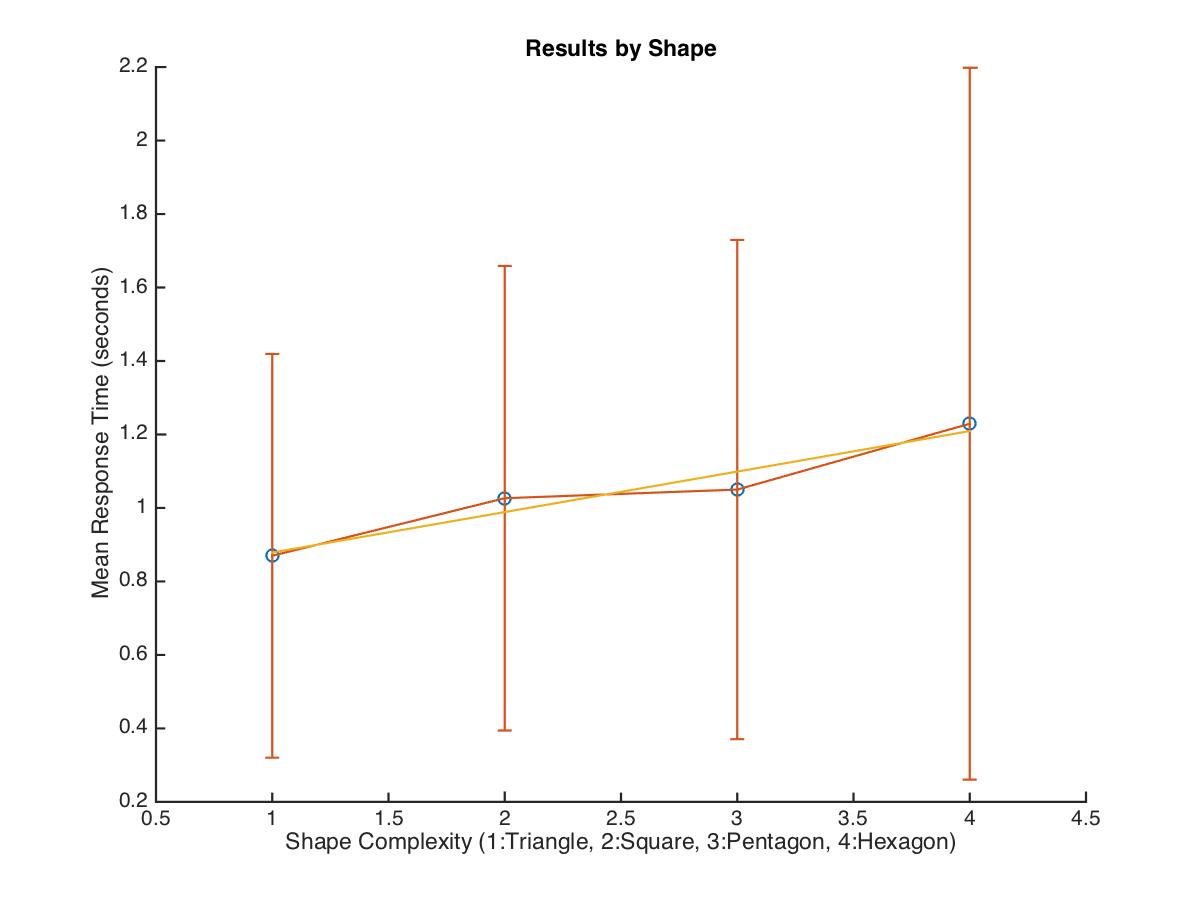 Results by Shape
2.2
2
1.8
1.6
1.4
1.2
1
0.8
0.6
0.4
0.2
Mean Response Time (seconds)
0.5 1 1.5 2 2.5 3 3.5 4 4.5
Shape Complexity (1:Triangle, 2:Square, 3:Pentagon, 4:Hexagon)